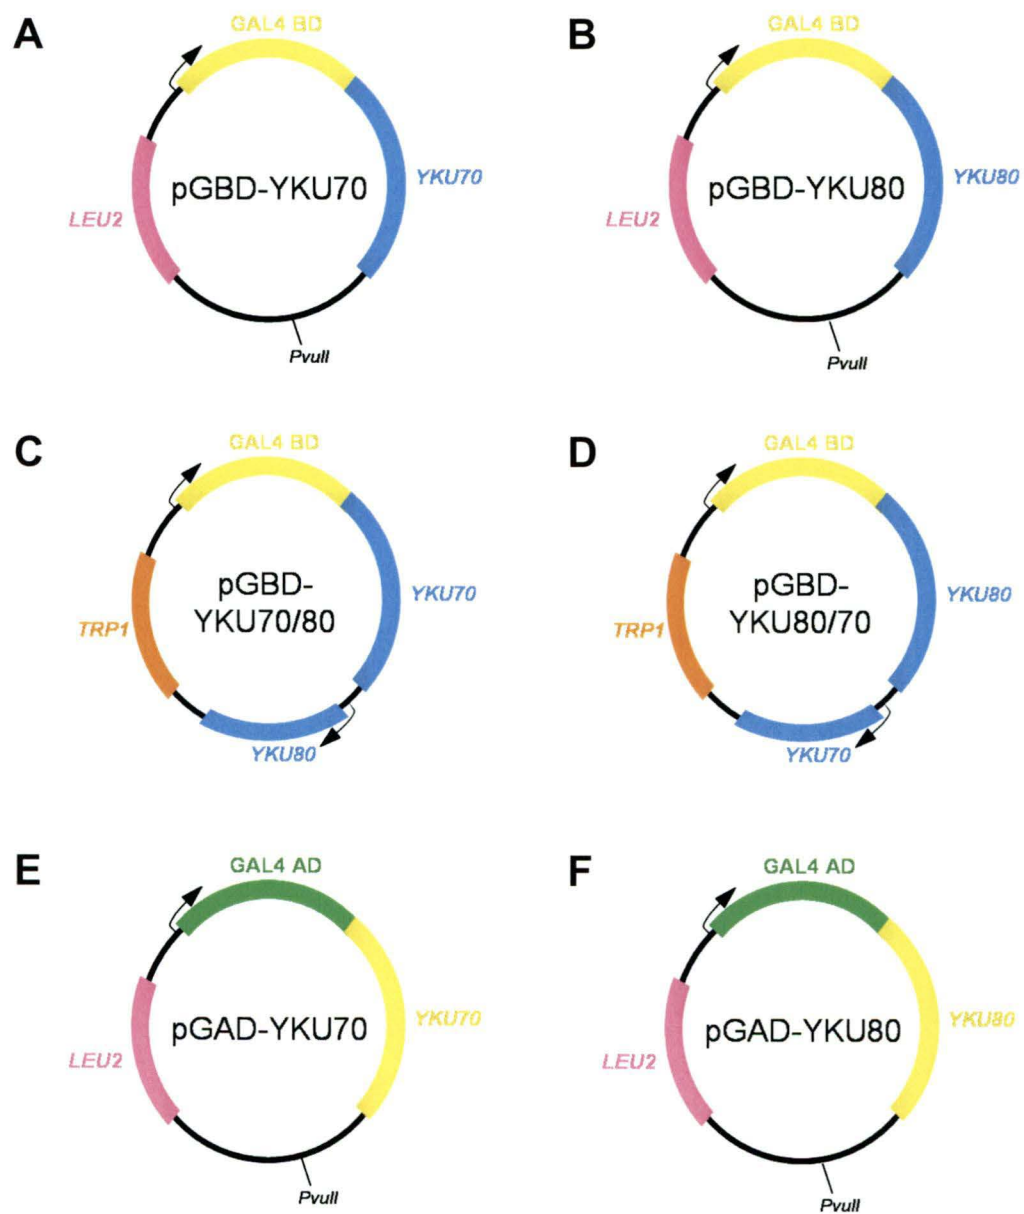 A
GAL4 BD
pGBD-YKU70
YKU70
LEU2
PvuII
B
GAL4 BD
pGBD-YKU80
YKU80
LEU2
PvuII
C
GAL4 BD
pGBD-
YKU70/80
YKU70
TRP1
YKU80
D
GAL4 BD
pGBD-
YKU80/70
YKU80
TRP1
YKU70
E
GAL4 AD
pGAD-YKU70
YKU70
LEU2
PvuII
F
GAL4 AD
pGAD-YKU80
YKU80
LEU2
PvuII